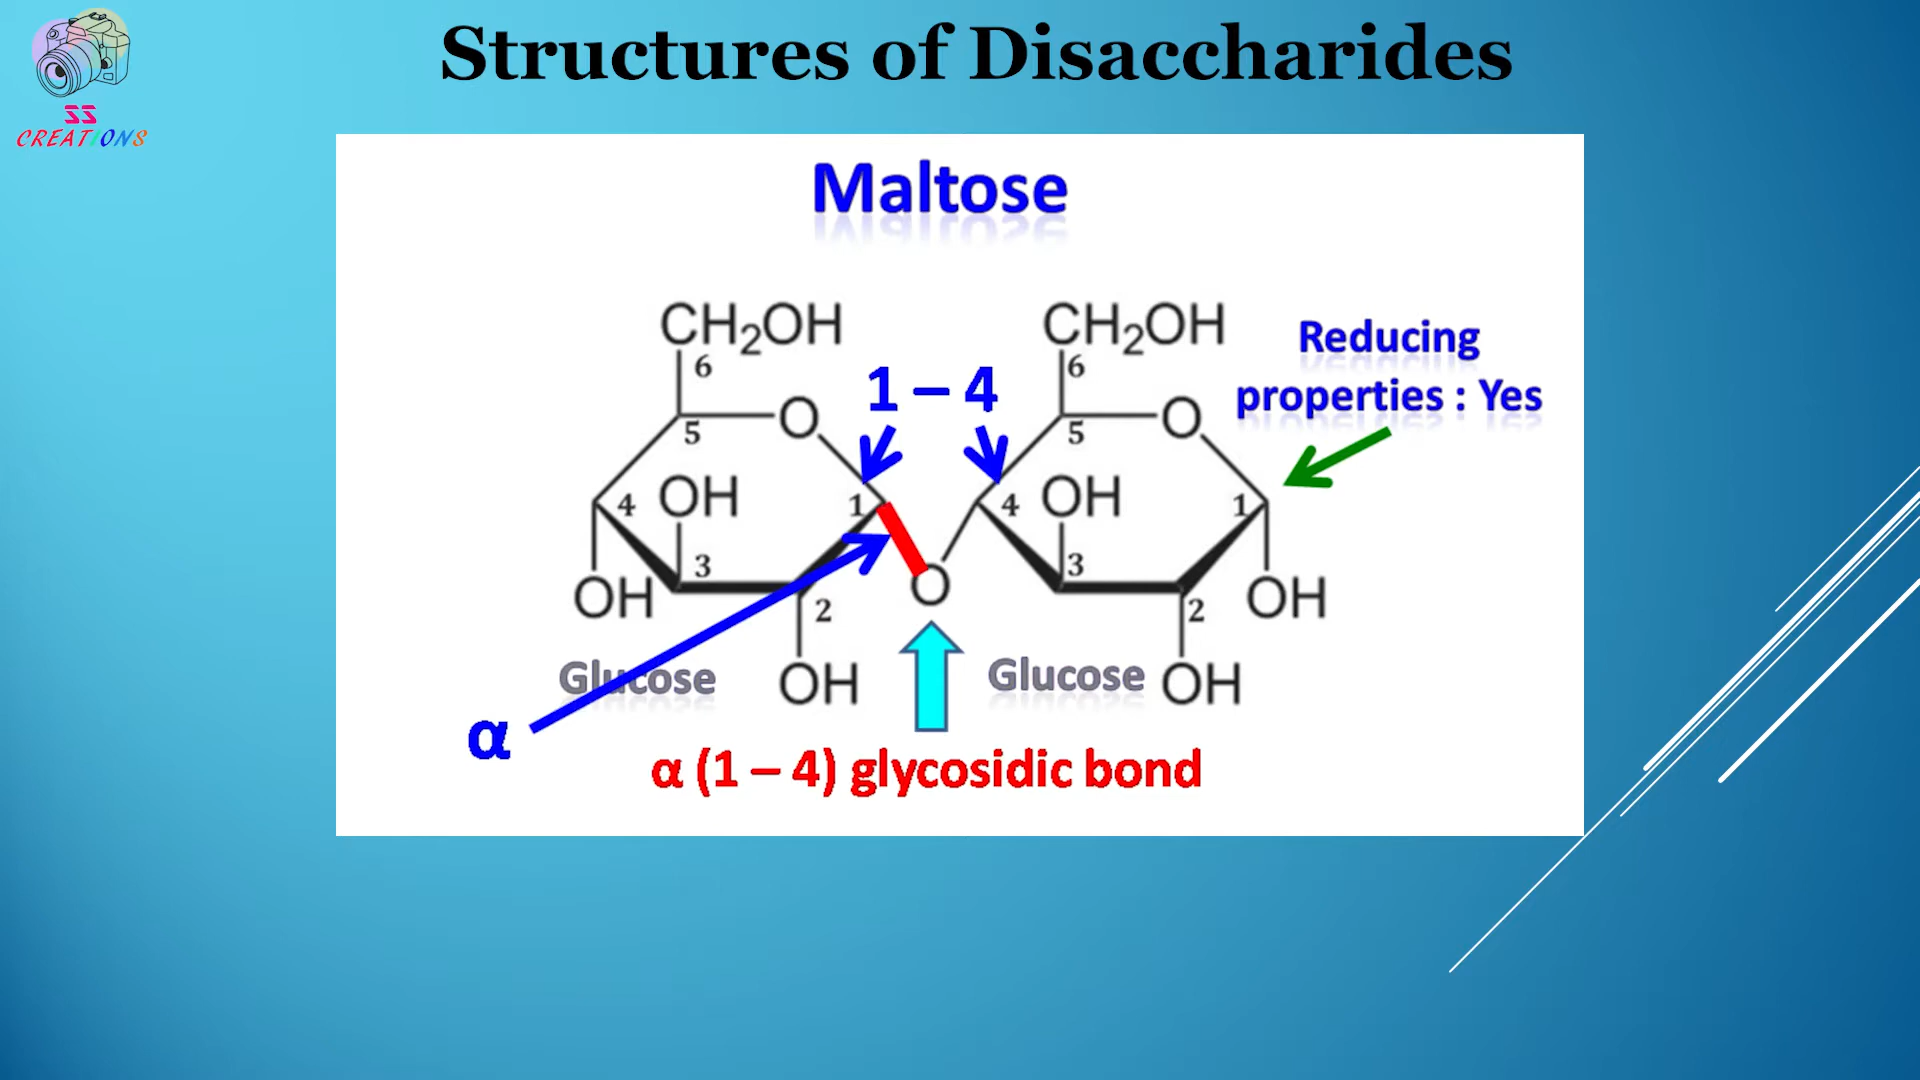 Structures of Disaccharides
SS
CREATIONS
Maltose
CH₂OH
CH₂OH
Reducing
properties : Yes
6
6
1 – 4
O
O
5
5
4
OH
1
4
OH
1
3
3
OH
O
OH
2
2
Glucose
OH
Glucose
OH
α
α (1 – 4) glycosidic bond